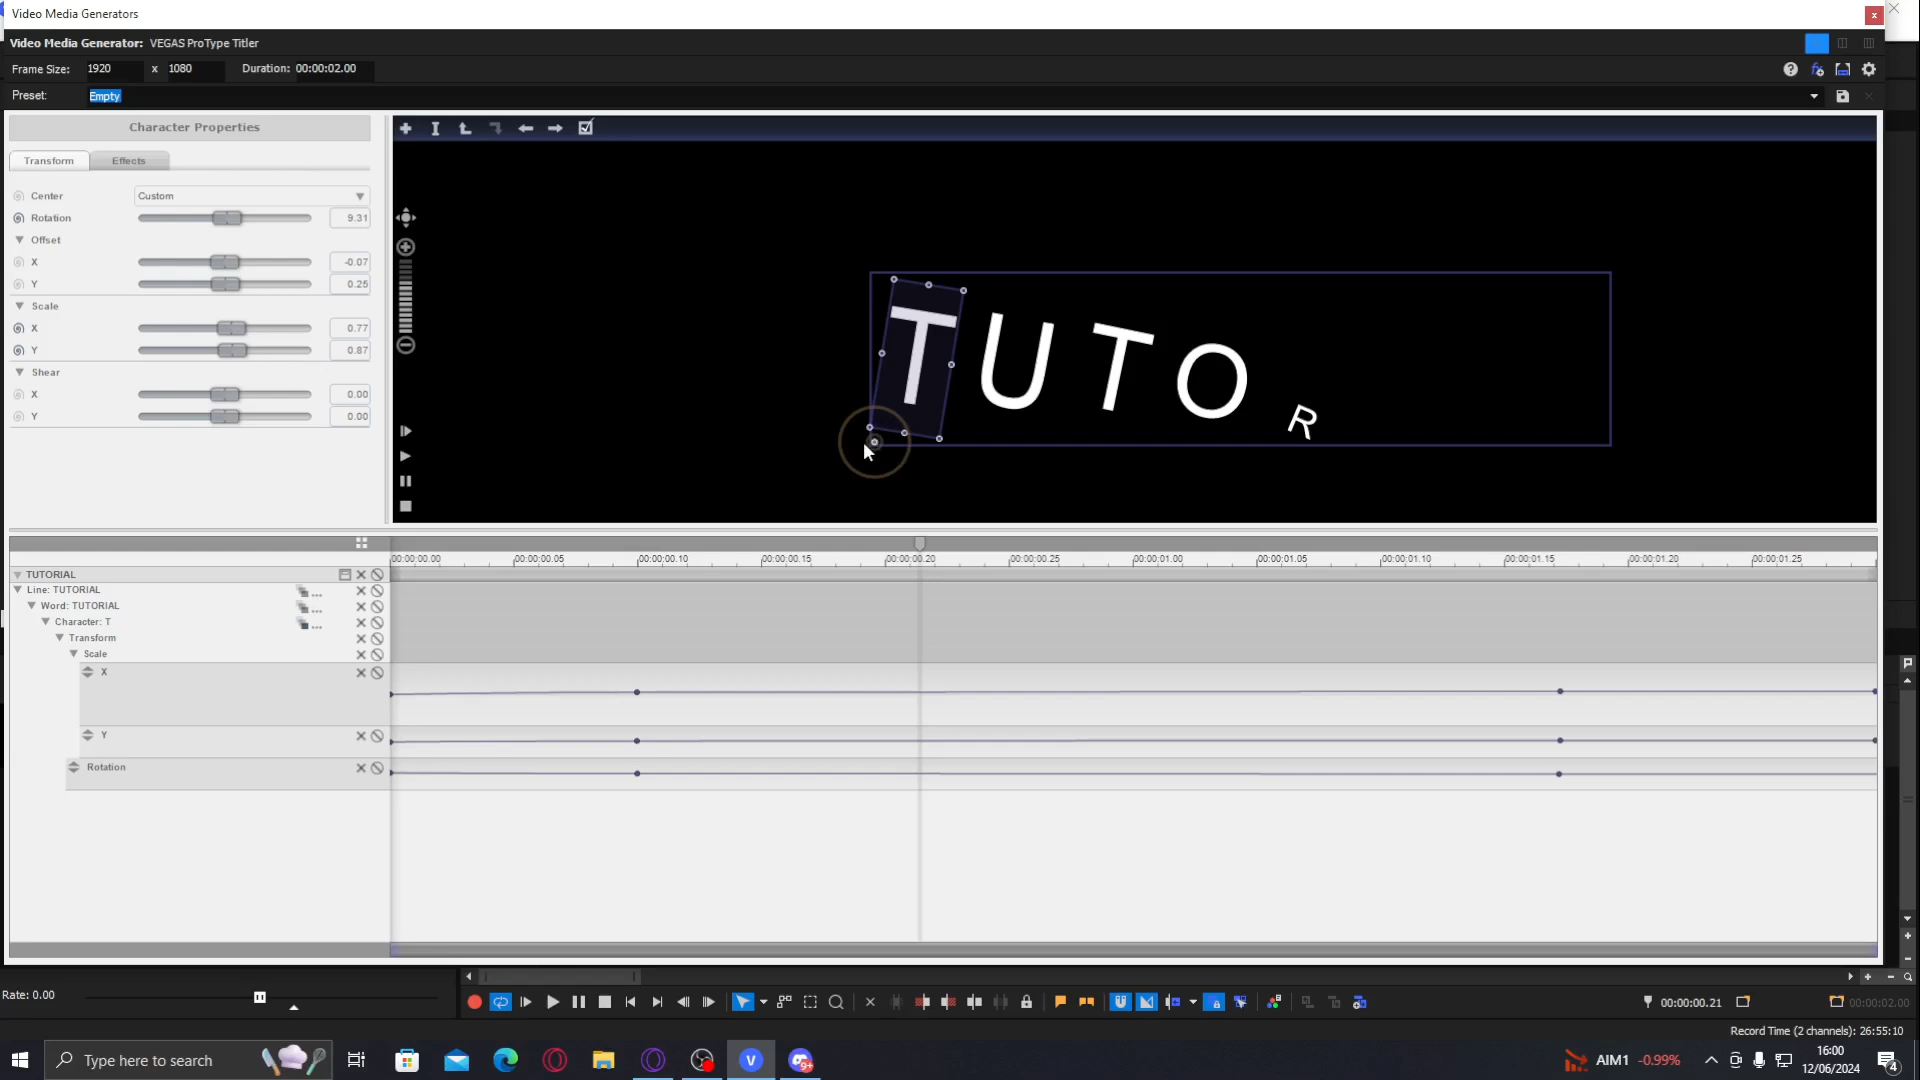 Video Media Generators
Video Media Generator: VEGAS ProType Titler
Frame Size: 1920 x 1080 Duration: 00:00:02.00
Preset: Empty
Character Properties
Transform Effects
Center Custom
Rotation 9.31
Offset
X -0.07
Y 0.25
Scale
X 0.77
Y 0.87
Shear
X 0.00
Y 0.00
TUTOR
00:00:00.00 00:00:00.05 00:00:00.10 00:00:00.15 00:00:00.20 00:00:00.25 00:00:01.00 00:00:01.05 00:00:01.10 00:00:01.15 00:00:01.20 00:00:01.25
TUTORIAL
Line: TUTORIAL
Word: TUTORIAL
Character: T
Transform
Scale
X
Y
Rotation
Rate: 0.00
00:00:00.21 00:00:02.00
Record Time (2 channels): 26:55:10
Type here to search
9+
AIM1 -0.99%
16:00
12/06/2024
4